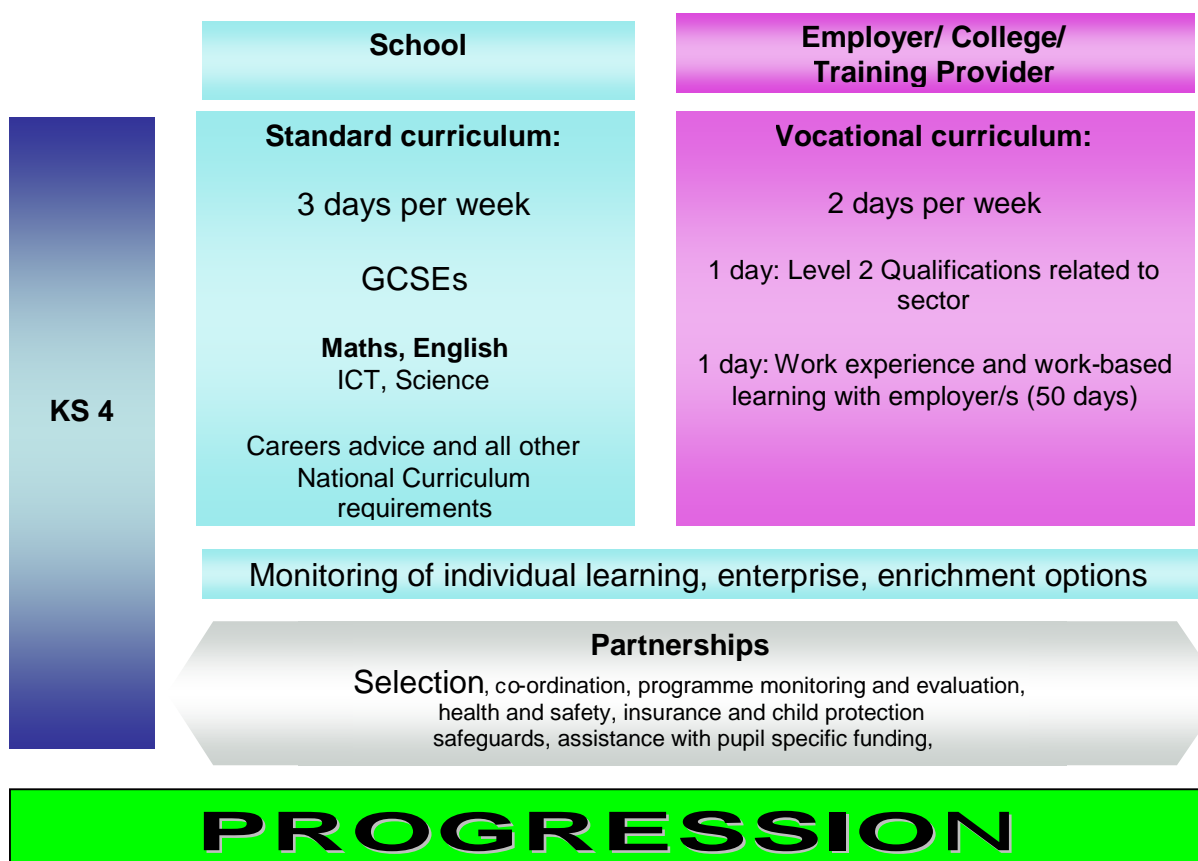 School
Employer/ College/
Training Provider
KS 4
Standard curriculum:
3 days per week
GCSEs
Maths, English
ICT, Science
Careers advice and all other
National Curriculum
requirements
Vocational curriculum:
2 days per week
1 day: Level 2 Qualifications related to
sector
1 day: Work experience and work-based
learning with employer/s (50 days)
Monitoring of individual learning, enterprise, enrichment options
Partnerships
Selection, co-ordination, programme monitoring and evaluation,
health and safety, insurance and child protection
safeguards, assistance with pupil specific funding,
PROGRESSION